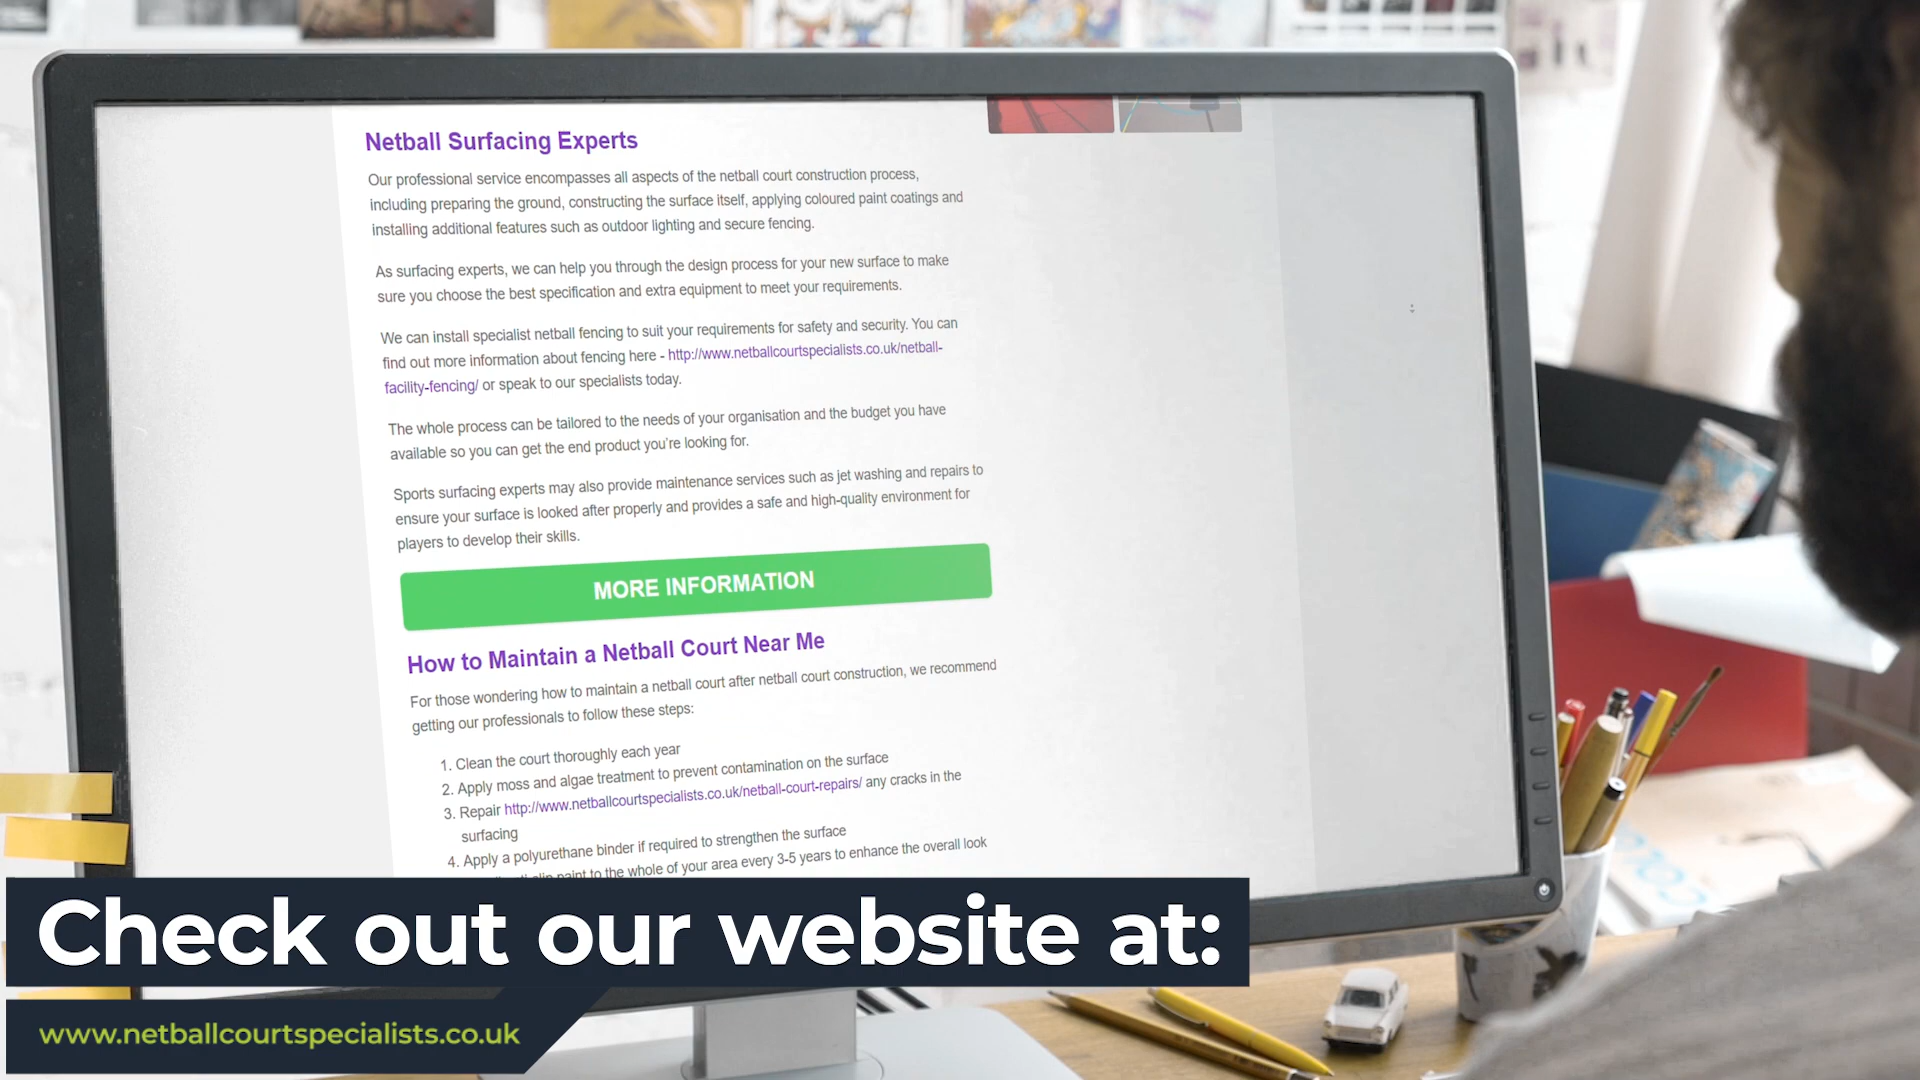 Netball Surfacing Experts
Our professional service encompasses all aspects of the netball court construction process,
including preparing the ground, constructing the surface itself, applying coloured paint coatings and
installing additional features such as outdoor lighting and secure fencing.
As surfacing experts, we can help you through the design process for your new surface to make
sure you choose the best specification and extra equipment to meet your requirements.
We can install specialist netball fencing to suit your requirements for safety and security. You can
find out more information about fencing here - http://www.netballcourtspecialists.co.uk/netball-
facility-fencing/ or speak to our specialists today.
The whole process can be tailored to the needs of your organisation and the budget you have
available so you can get the end product you're looking for.
Sports surfacing experts may also provide maintenance services such as jet washing and repairs to
ensure your surface is looked after properly and provides a safe and high-quality environment for
players to develop their skills.
MORE INFORMATION
How to Maintain a Netball Court Near Me
For those wondering how to maintain a netball court after netball court construction, we recommend
getting our professionals to follow these steps:
1. Clean the court thoroughly each year
2. Apply moss and algae treatment to prevent contamination on the surface
3. Repair http://www.netballcourtspecialists.co.uk/netball-court-repairs/ any cracks in the
surfacing
4. Apply a polyurethane binder if required to strengthen the surface
paint to the whole of your area every 3-5 years to enhance the overall look
Check out our website at:
www.netballcourtspecialists.co.uk